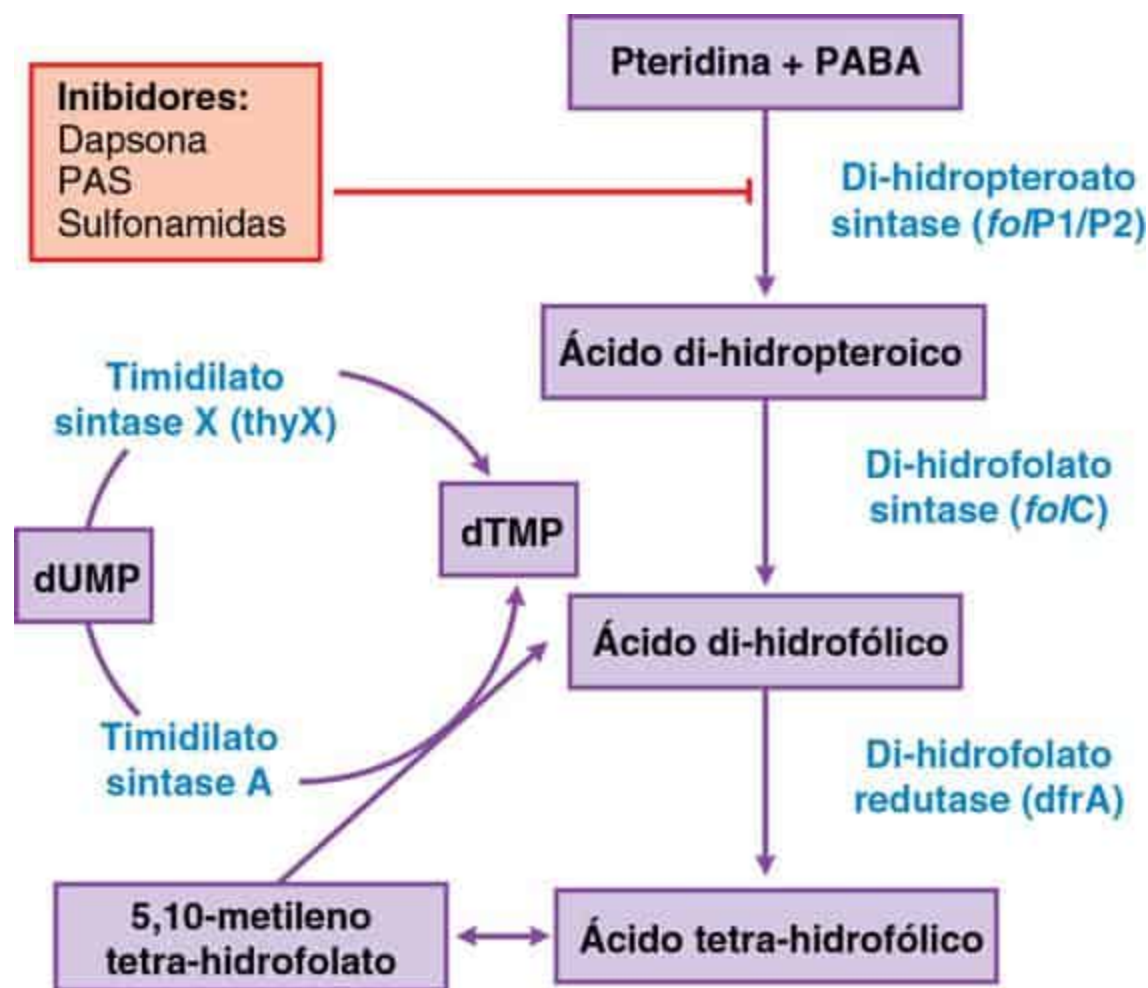 Pteridina + PABA
Inibidores:
Dapsona
PAS
Sulfonamidas
Di-hidropteroato
sintase (folP1/P2)
Ácido di-hidropteroico
Timidilato
sintase X (thyX)
Di-hidrofolato
sintase (folC)
dTMP
dUMP
Ácido di-hidrofólico
Timidilato
sintase A
Di-hidrofolato
redutase (dfrA)
5,10-metileno
tetra-hidrofolato
Ácido tetra-hidrofólico